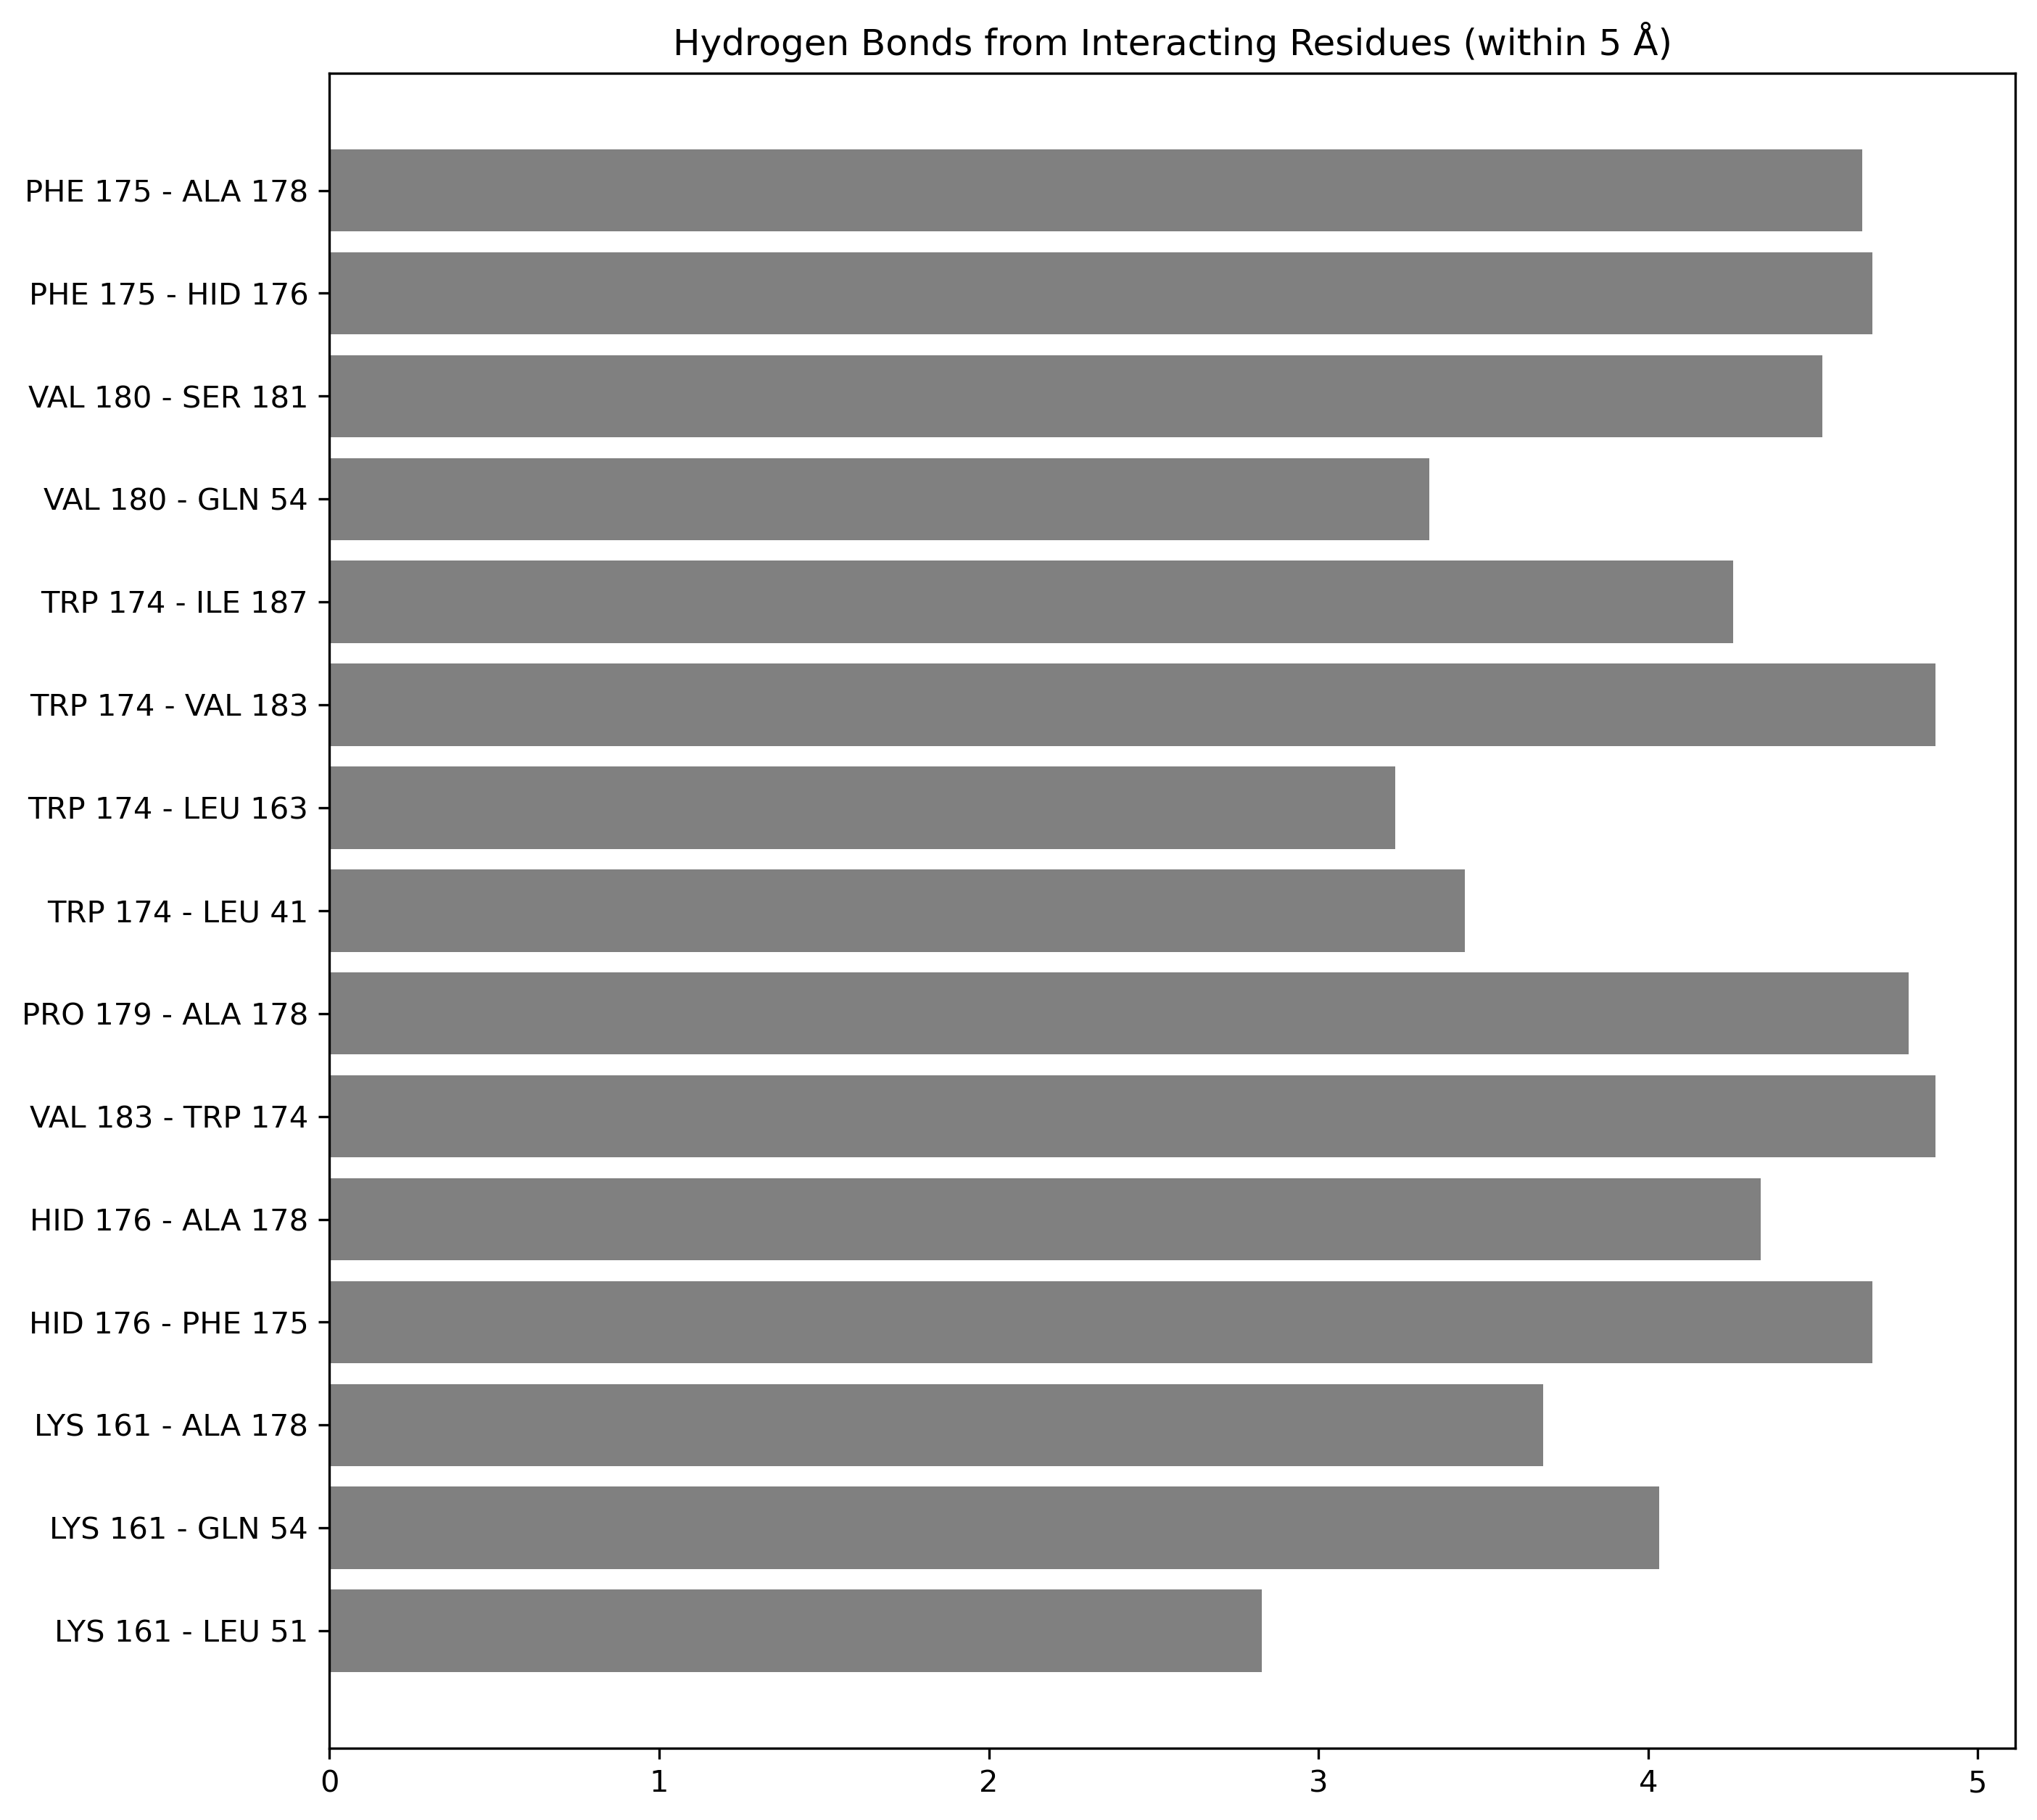 Hydrogen Bonds from Interacting Residues (within 5 Å)
PHE 175 - ALA 178
PHE 175 - HID 176
VAL 180 - SER 181
VAL 180 - GLN 54
TRP 174 - ILE 187
TRP 174 - VAL 183
TRP 174 - LEU 163
TRP 174 - LEU 41
PRO 179 - ALA 178
VAL 183 - TRP 174
HID 176 - ALA 178
HID 176 - PHE 175
LYS 161 - ALA 178
LYS 161 - GLN 54
LYS 161 - LEU 51
0 1 2 3 4 5